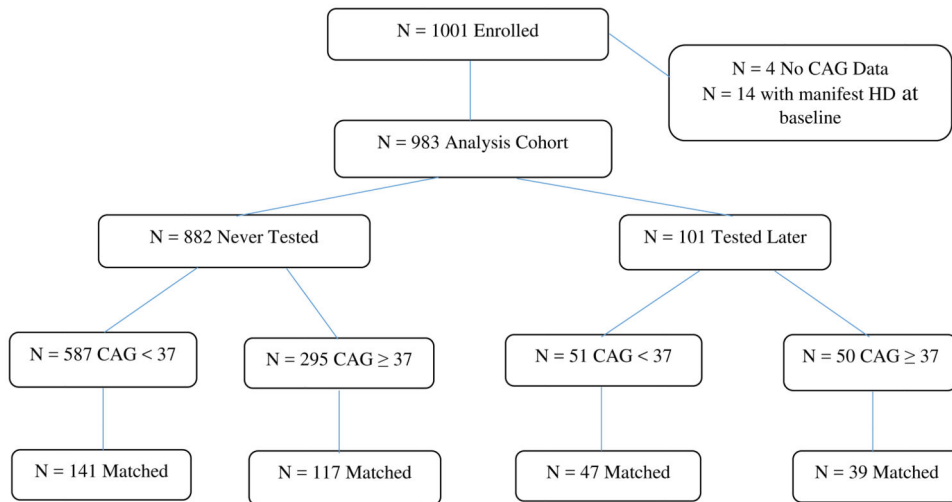 N = 1001 Enrolled
N = 4 No CAG Data
N = 14 with manifest HD at
baseline
N = 983 Analysis Cohort
N = 882 Never Tested
N = 101 Tested Later
N = 587 CAG < 37
N = 295 CAG ≥ 37
N = 51 CAG < 37
N = 50 CAG ≥ 37
N = 141 Matched
N = 117 Matched
N = 47 Matched
N = 39 Matched